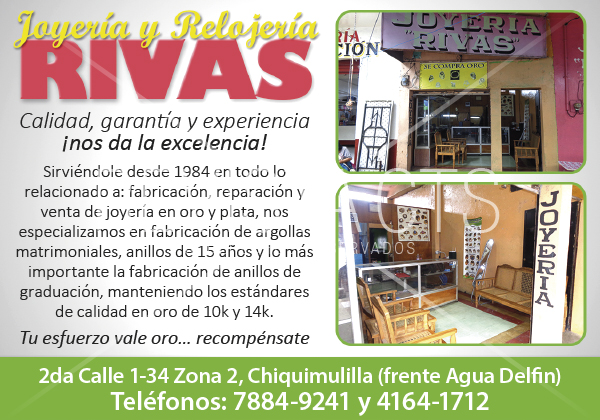 Joyería y Relojería
RIVAS
Calidad, garantía y experiencia
¡nos da la excelencia!
Sirviéndole desde 1984 en todo lo
relacionado a: fabricación, reparación y
venta de joyería en oro y plata, nos
especializamos en fabricación de argollas
matrimoniales, anillos de 15 años y lo más
importante la fabricación de anillos de
graduación, manteniendo los estándares
de calidad en oro de 10k y 14k.
Tu esfuerzo vale oro... recompénsate
JOYERIA
"RIVAS"
SE COMPRA ORO
JOYERIA
2da Calle 1-34 Zona 2, Chiquimulilla (frente Agua Delfin)
Teléfonos: 7884-9241 y 4164-1712